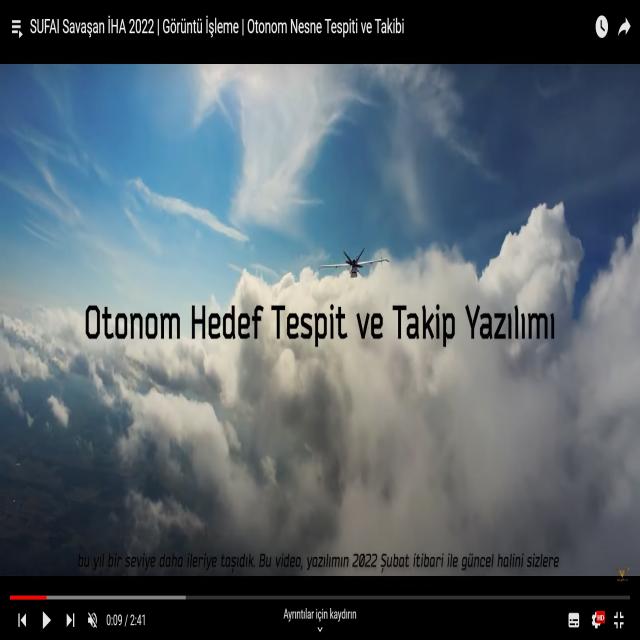 SUFAI Savaşan İHA 2022 | Görüntü İşleme | Otonom Nesne Tespiti ve Takibi
Otonom Hedef Tespit ve Takip Yazılımı
bu yıl bir seviye daha ileriye taşıdık. Bu video, yazılımın 2022 Şubat itibari ile güncel halini sizlere
0:09 / 2:41
Ayrıntılar için kaydırın
HD